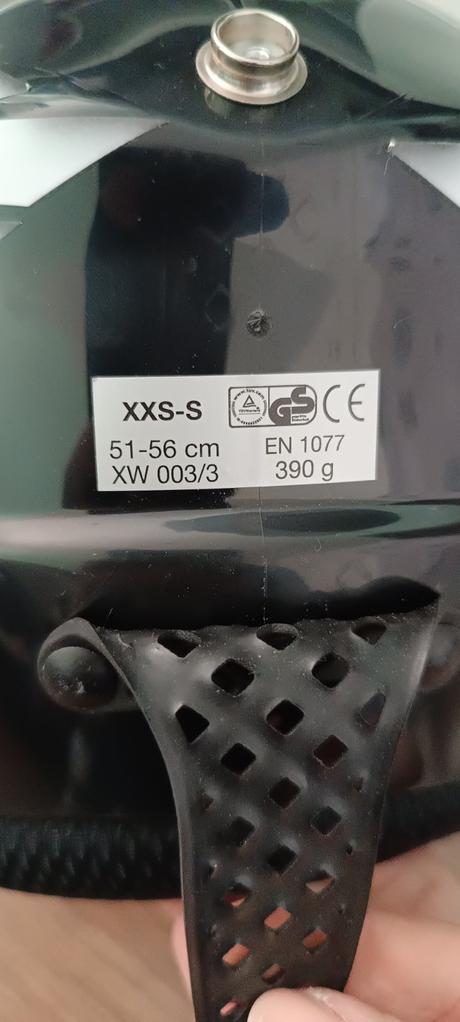 XXS-S GS CE
51-56 cm EN 1077
XW 003/3 390 g